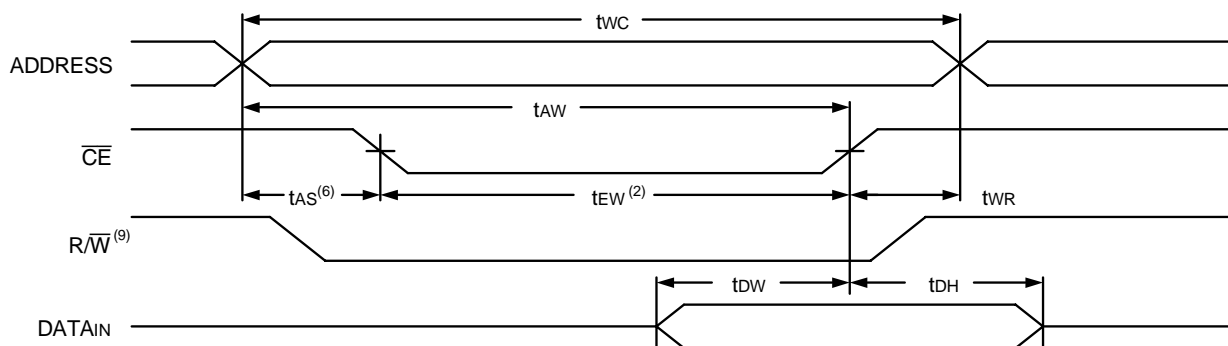 tWC
ADDRESS
tAW
CE
tAS(6)
tEW(2)
tWR
R/W(9)
tDW
tDH
DATAIN